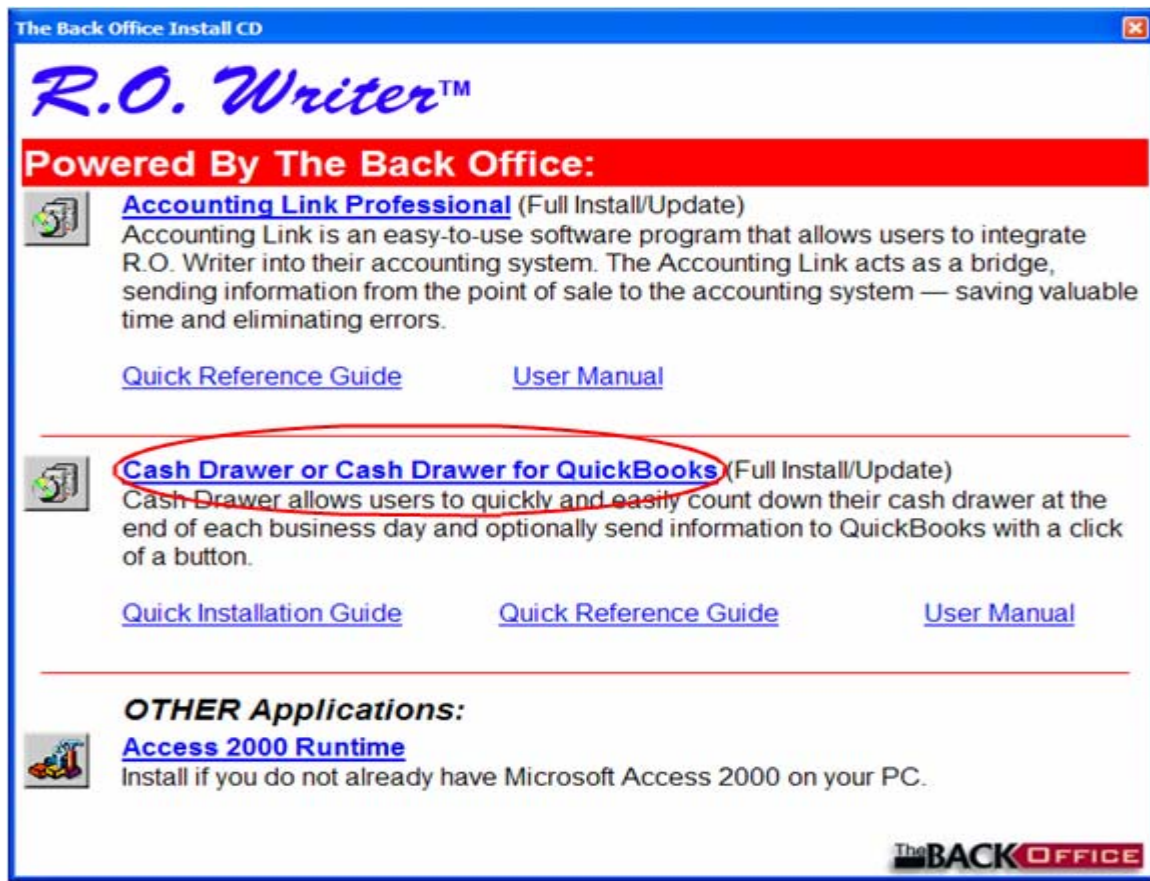 The Back Office Install CD
R.O. Writer™
Powered By The Back Office:
Accounting Link Professional (Full Install/Update)
Accounting Link is an easy-to-use software program that allows users to integrate
R.O. Writer into their accounting system. The Accounting Link acts as a bridge,
sending information from the point of sale to the accounting system — saving valuable
time and eliminating errors.
Quick Reference Guide User Manual
Cash Drawer or Cash Drawer for QuickBooks (Full Install/Update)
Cash Drawer allows users to quickly and easily count down their cash drawer at the
end of each business day and optionally send information to QuickBooks with a click
of a button.
Quick Installation Guide Quick Reference Guide User Manual
OTHER Applications:
Access 2000 Runtime
Install if you do not already have Microsoft Access 2000 on your PC.
The BACK OFFICE